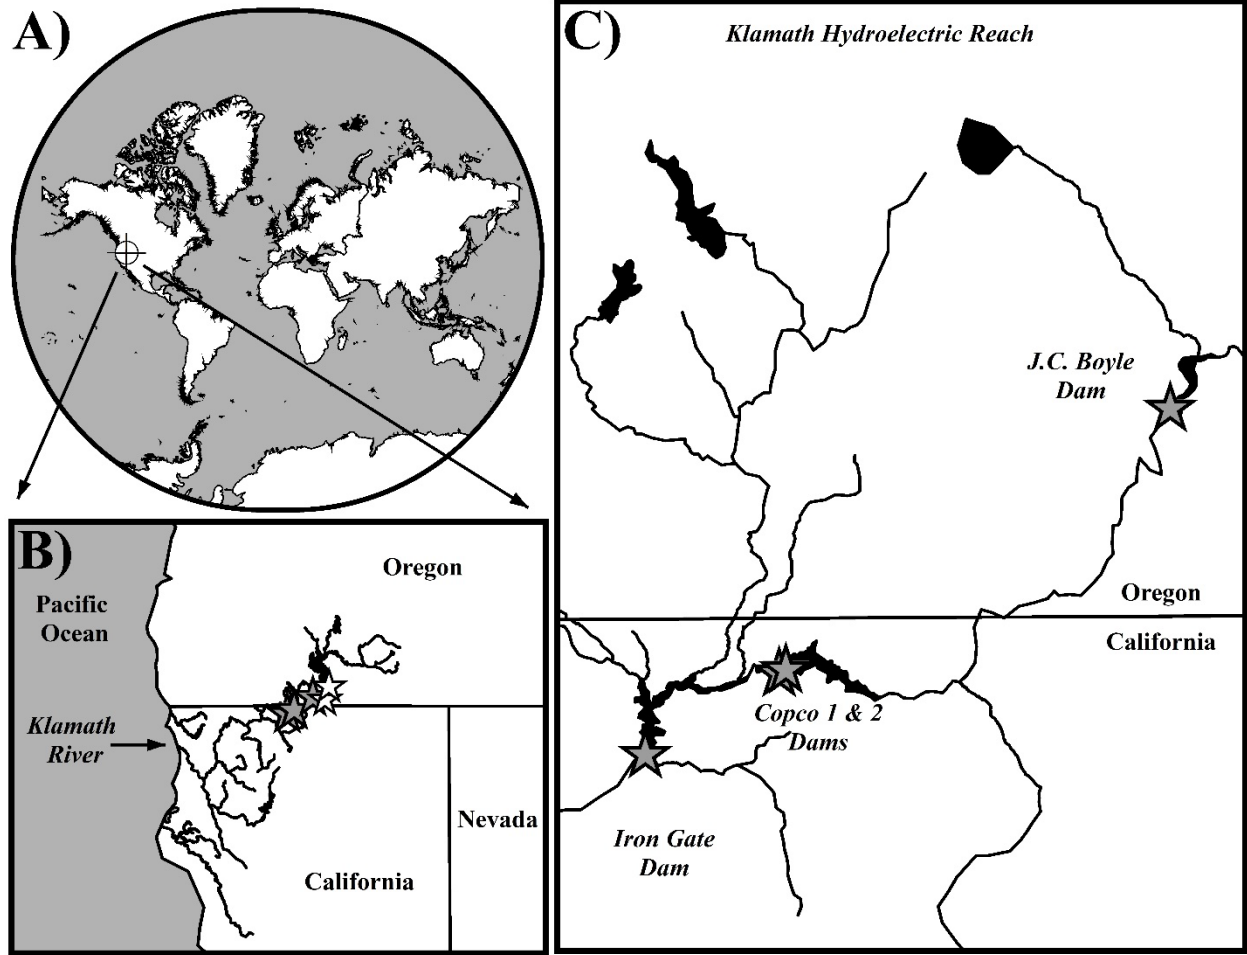 A)
B)
Oregon
Pacific
Ocean
Klamath
River
Nevada
California
C)
Klamath Hydroelectric Reach
J.C. Boyle
Dam
Oregon
California
Copco 1 & 2
Dams
Iron Gate
Dam